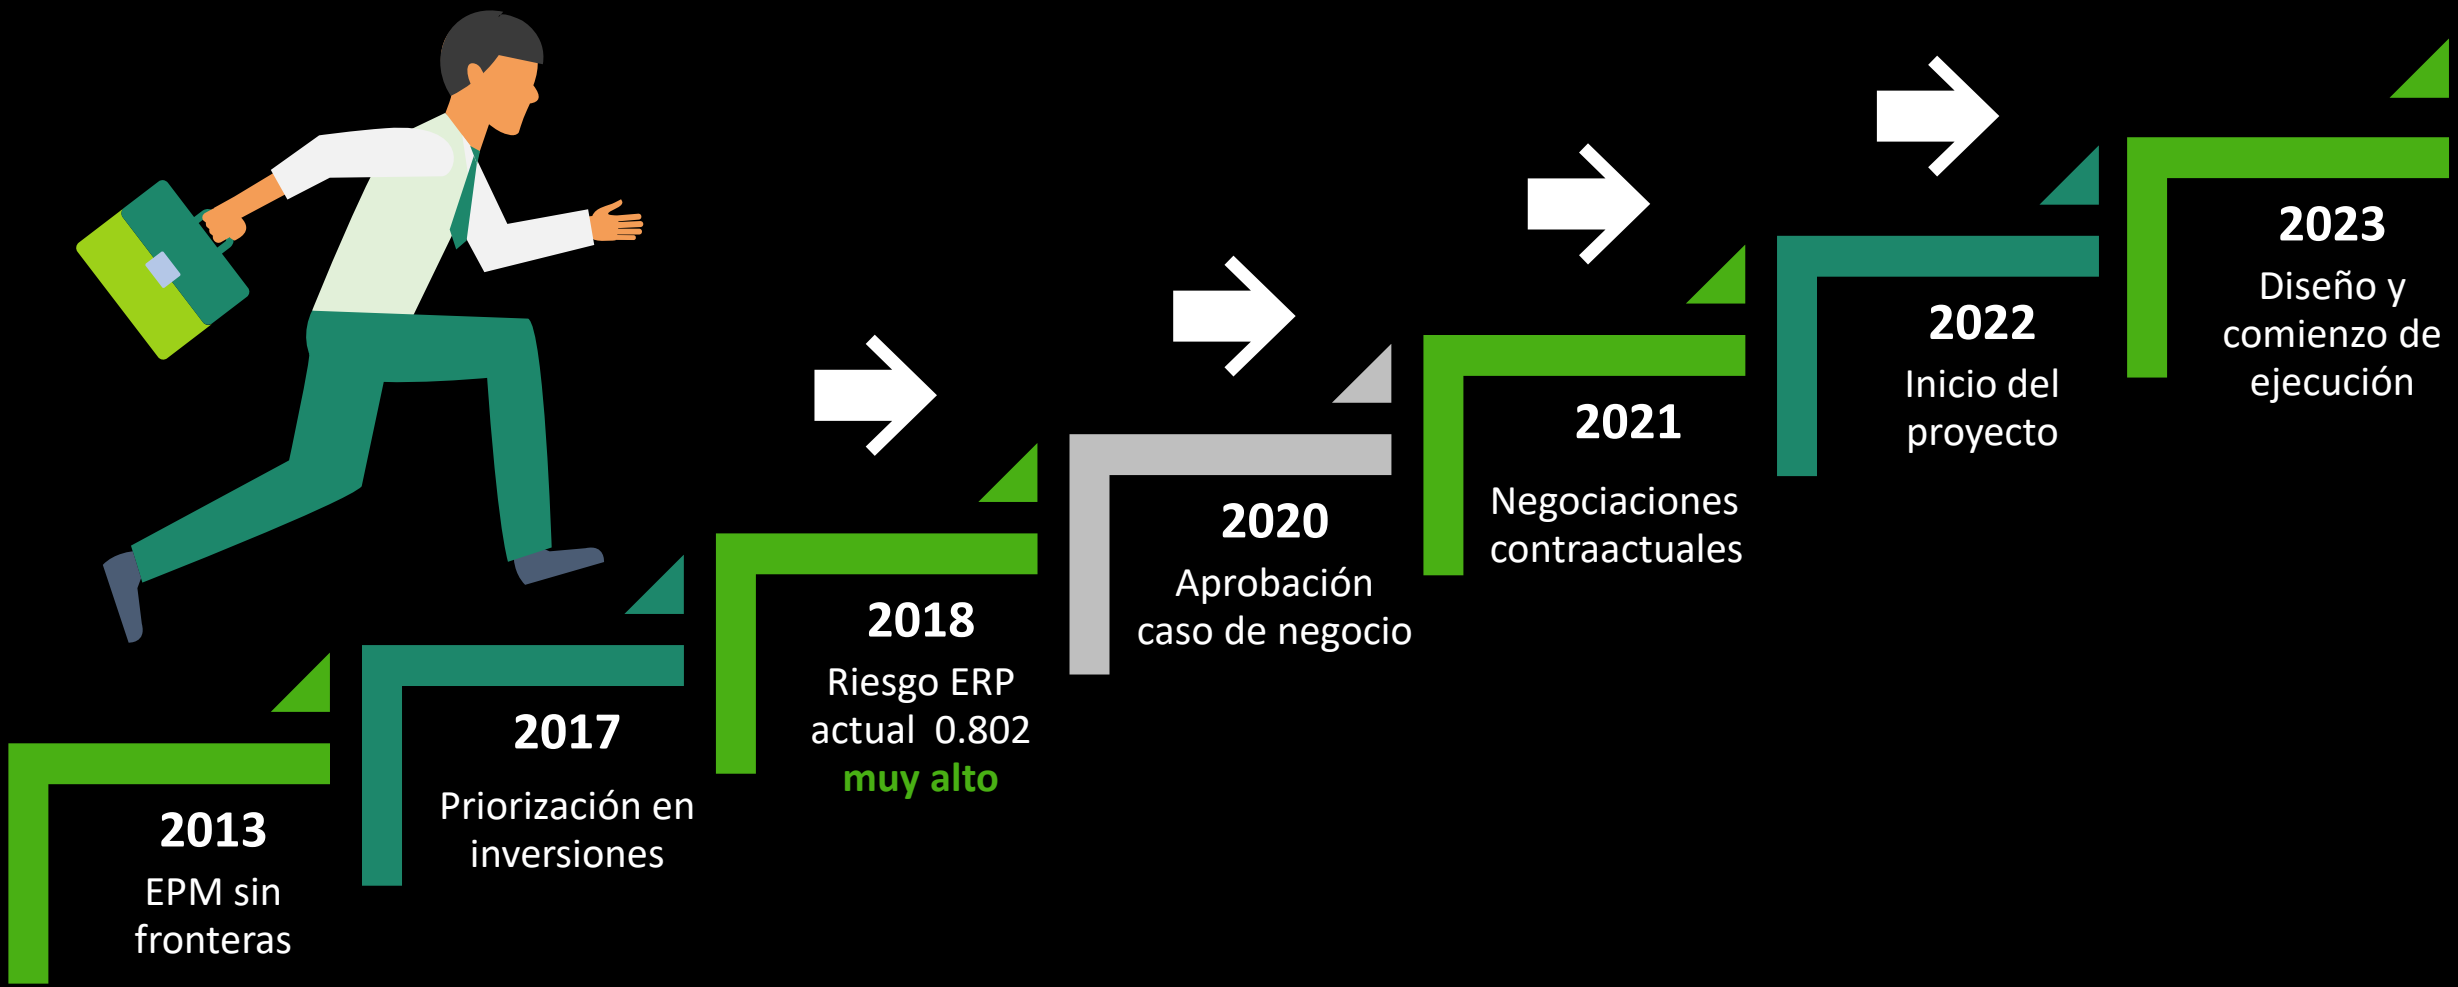 2013
EPM sin
fronteras
2017
Priorización en
inversiones
2018
Riesgo ERP
actual  0.802
muy alto
2020
Aprobación
caso de negocio
2021
Negociaciones
contraactuales
2022
Inicio del
proyecto
2023
Diseño y
comienzo de
ejecución